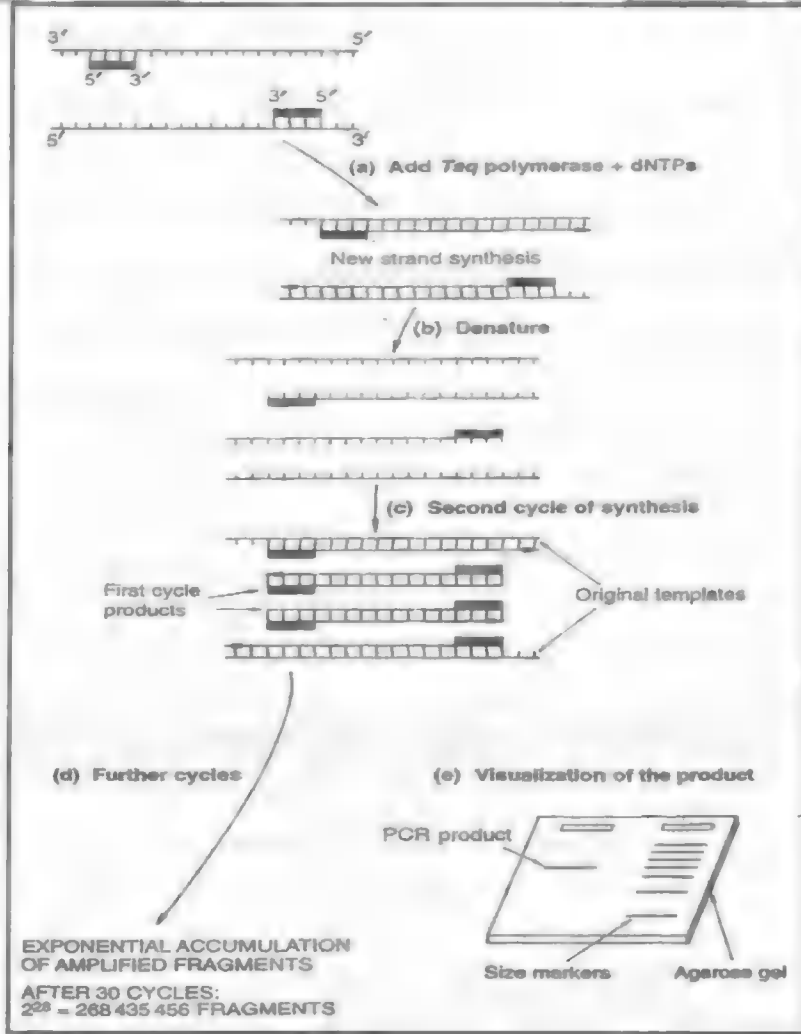 3′ 5′
5′ 3′
3′ 5′
5′ 3′
(a) Add Taq polymerase + dNTPs
New strand synthesis
(b) Denature
(c) Second cycle of synthesis
First cycle
products
Original templates
(d) Further cycles
(e) Visualization of the product
PCR product
EXPONENTIAL ACCUMULATION
OF AMPLIFIED FRAGMENTS
AFTER 30 CYCLES:
2²⁸ = 268 435 456 FRAGMENTS
Size markers
Agarose gel